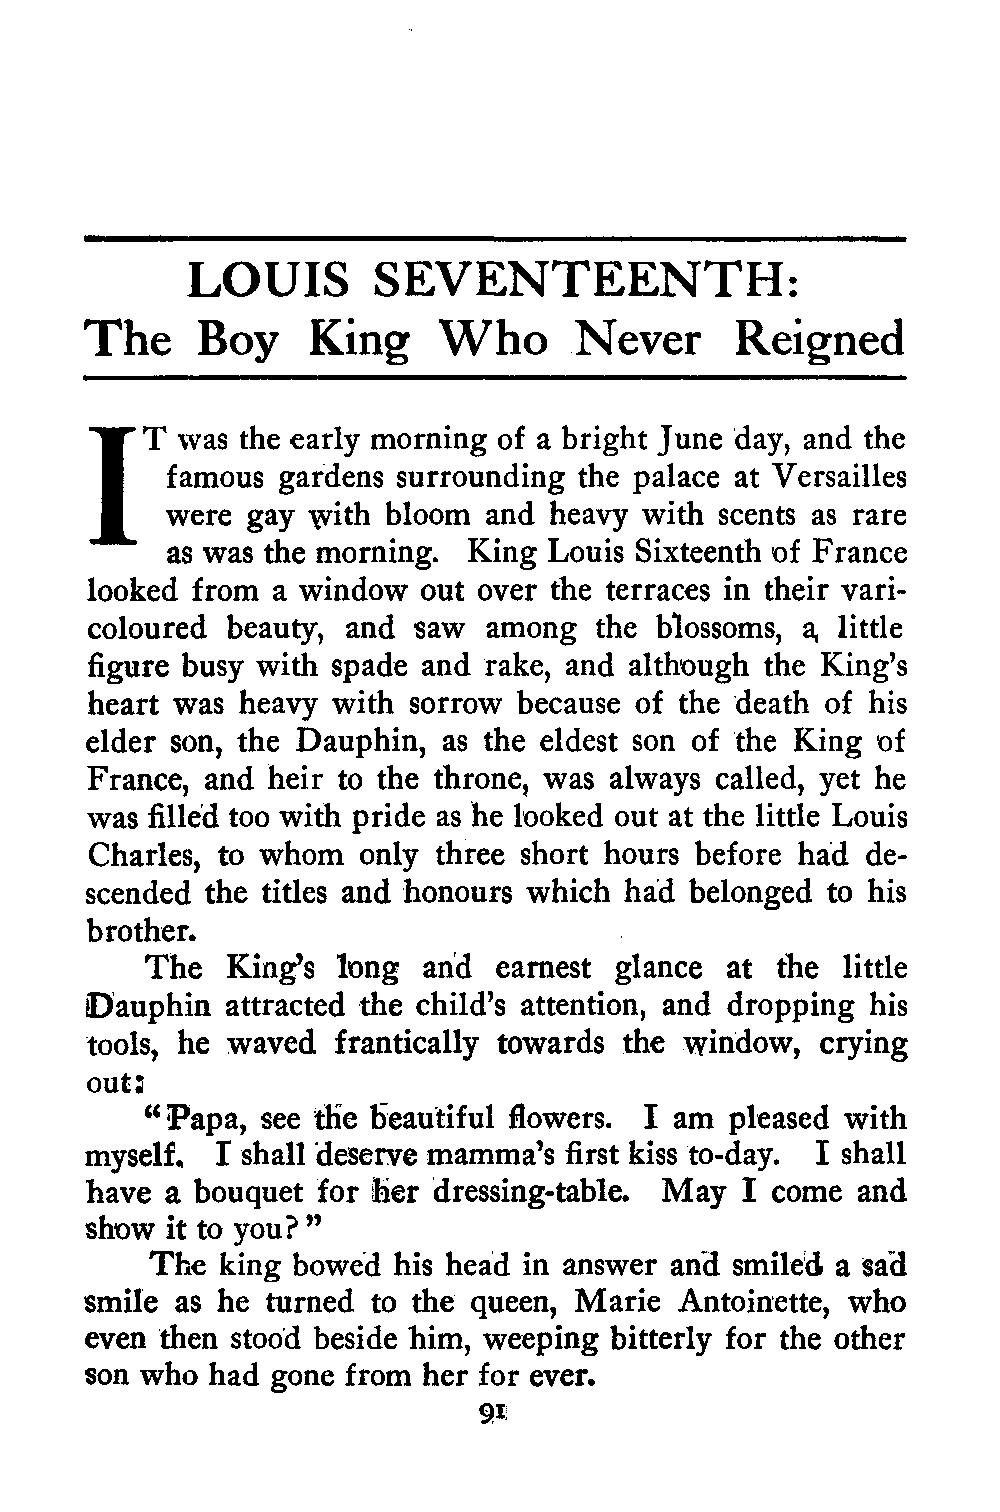 LOUIS SEVENTEENTH:
The Boy King Who Never Reigned
IT was the early morning of a bright June day, and the
famous gardens surrounding the palace at Versailles
were gay with bloom and heavy with scents as rare
as was the morning. King Louis Sixteenth of France
looked from a window out over the terraces in their vari-
coloured beauty, and saw among the blossoms, a little
figure busy with spade and rake, and although the King's
heart was heavy with sorrow because of the death of his
elder son, the Dauphin, as the eldest son of the King of
France, and heir to the throne, was always called, yet he
was filled too with pride as he looked out at the little Louis
Charles, to whom only three short hours before had de-
scended the titles and honours which had belonged to his
brother.
The King's long and earnest glance at the little
Dauphin attracted the child's attention, and dropping his
tools, he waved frantically towards the window, crying
out:
"Papa, see the beautiful flowers. I am pleased with
myself. I shall deserve mamma's first kiss to-day. I shall
have a bouquet for her dressing-table. May I come and
show it to you?"
The king bowed his head in answer and smiled a sad
smile as he turned to the queen, Marie Antoinette, who
even then stood beside him, weeping bitterly for the other
son who had gone from her for ever.
91